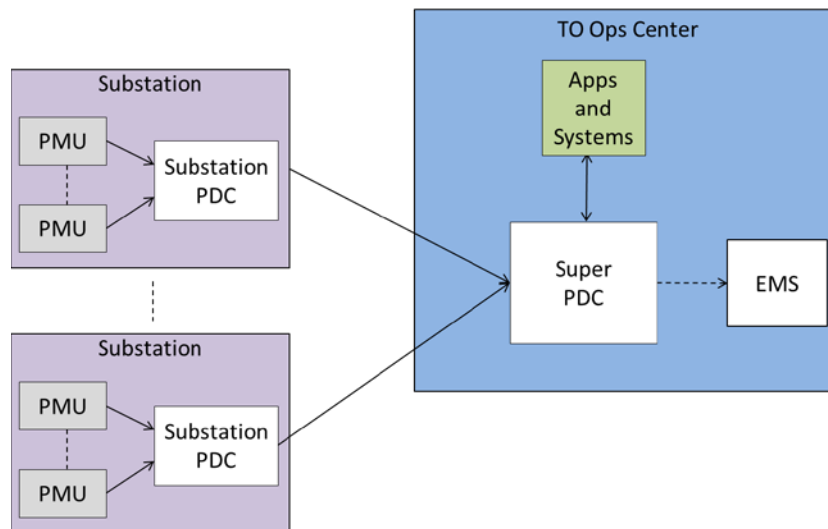 Substation
PMU
PMU
Substation
PDC
Substation
PMU
PMU
Substation
PDC
TO Ops Center
Apps
and
Systems
Super
PDC
EMS